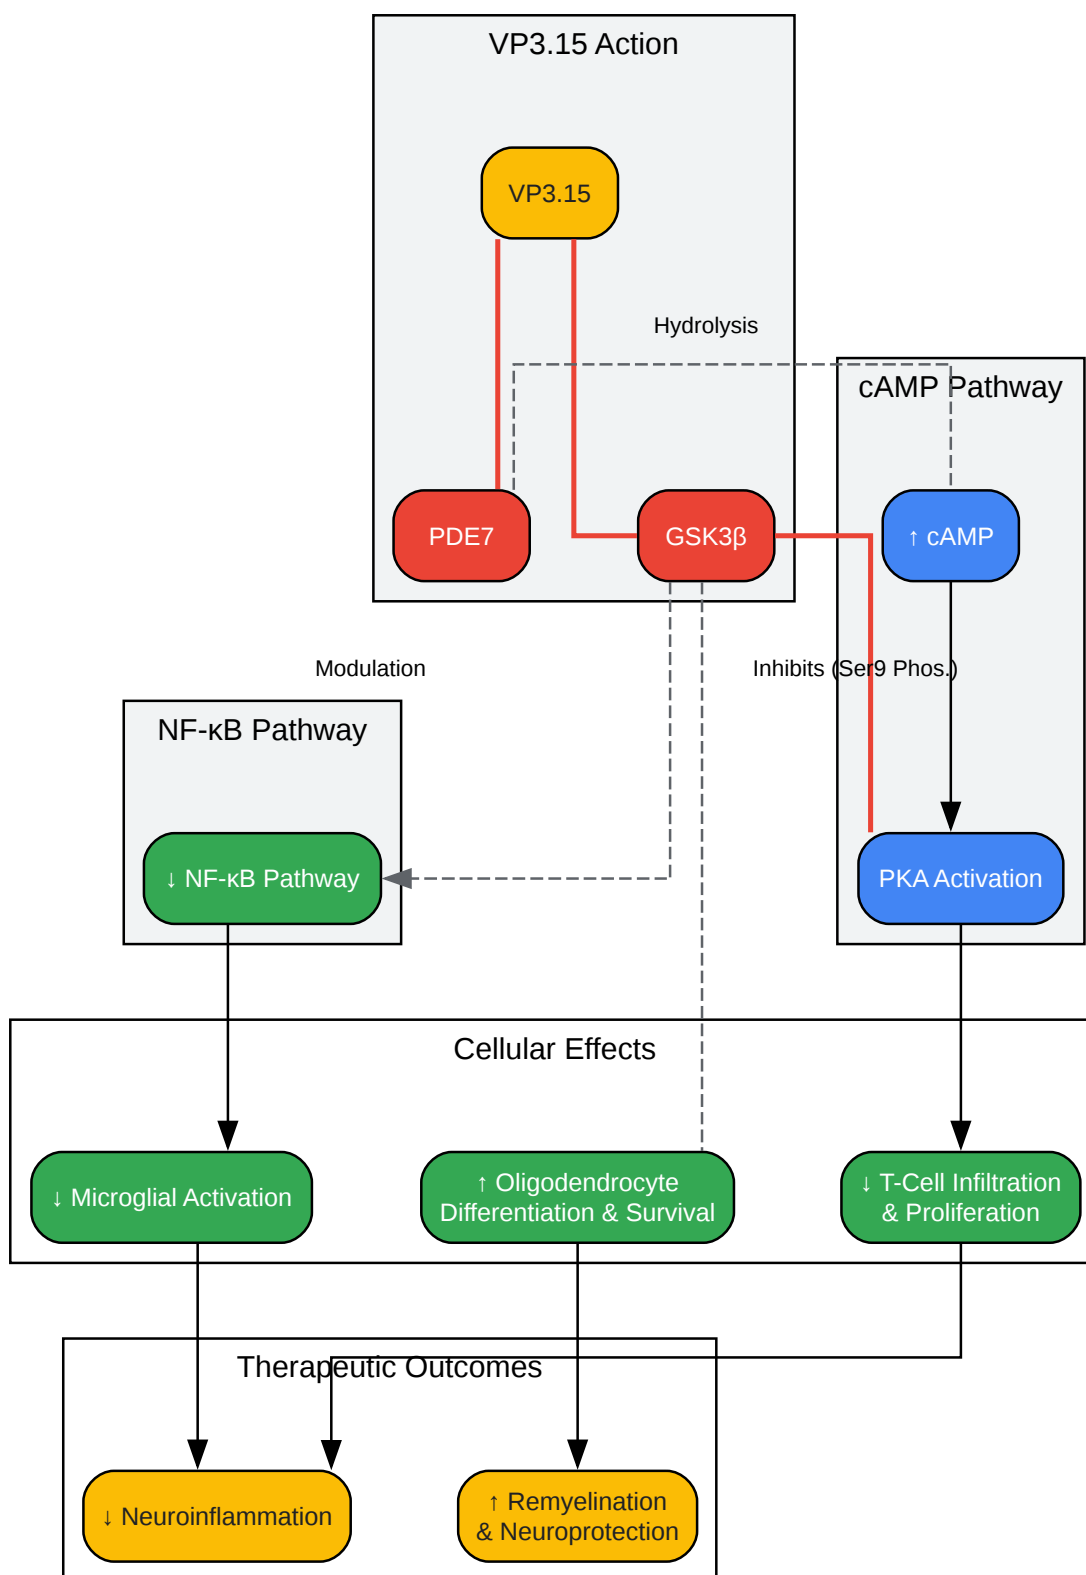 VP3.15 Action
VP3.15
Hydrolysis
cAMP Pathway
PDE7
GSK3β
↑ cAMP
Modulation
Inhibits (Ser9 Phos.)
NF-κB Pathway
↓ NF-κB Pathway
PKA Activation
Cellular Effects
↓ Microglial Activation
↑ Oligodendrocyte
Differentiation & Survival
↓ T-Cell Infiltration
& Proliferation
Therapeutic Outcomes
↓ Neuroinflammation
↑ Remyelination
& Neuroprotection